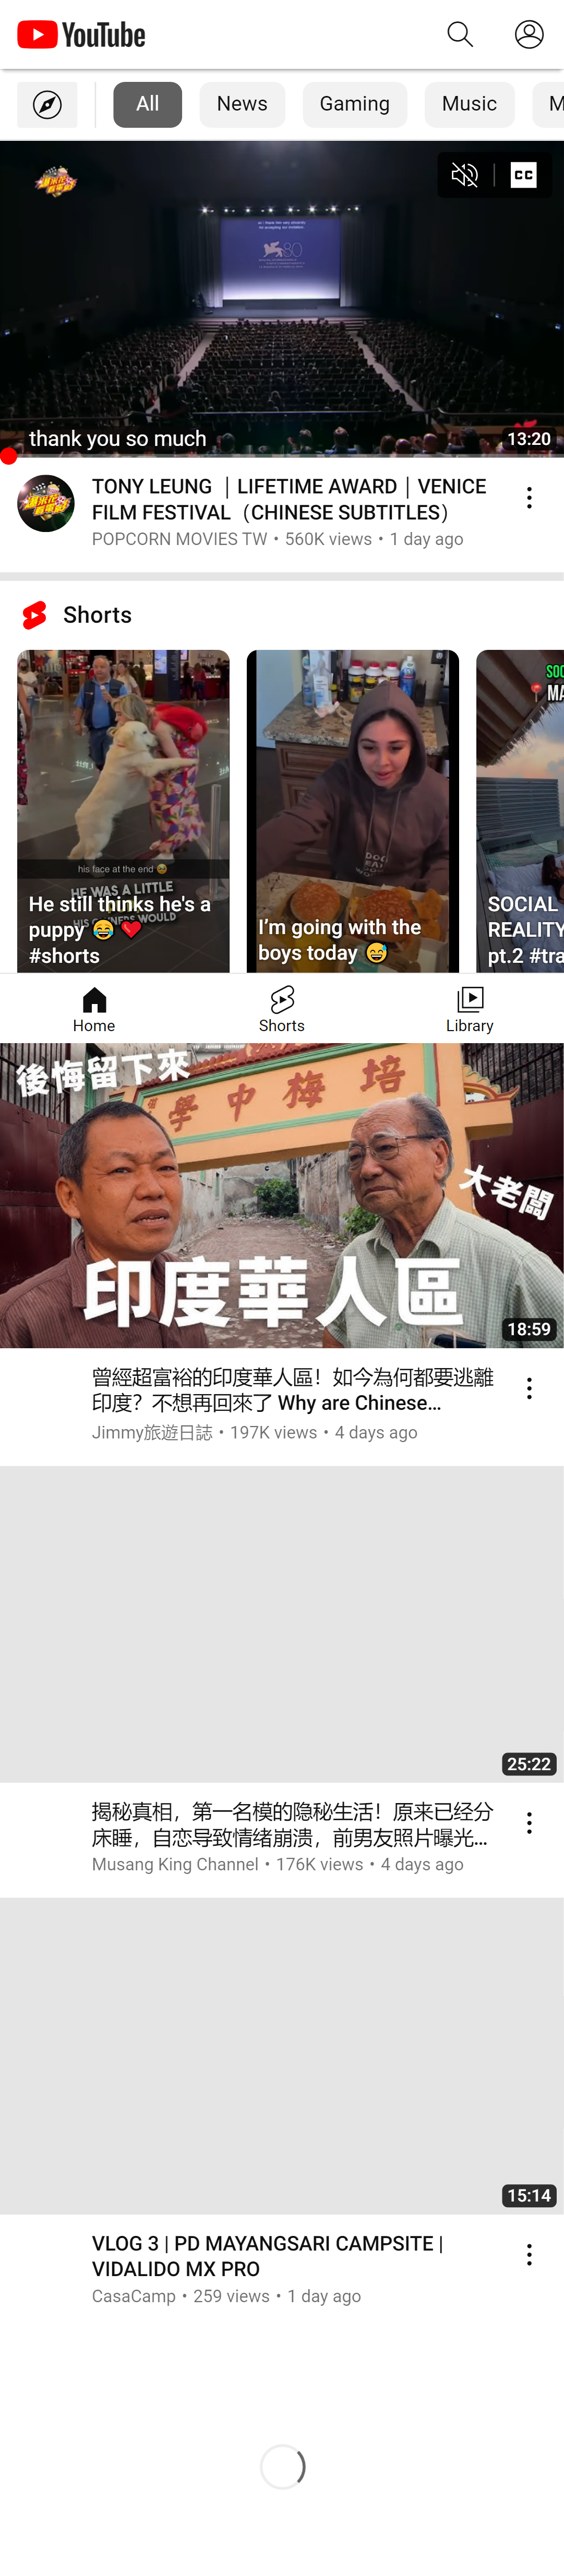 YouTube
All
News
Gaming
Music
M
CC
80
thank you so much
13:20
TONY LEUNG ｜LIFETIME AWARD｜VENICE
FILM FESTIVAL（CHINESE SUBTITLES）
POPCORN MOVIES TW • 560K views • 1 day ago
Shorts
his face at the end 🥹
HE WAS A LITTLE
WOULD
He still thinks he's a
puppy 😂❤️
#shorts
I'm going with the
boys today 😅
SOC
MA
SOCIAL
REALITY
pt.2 #tra
Home
Shorts
Library
後悔留下來
學中梅培
大老闆
印度華人區
18:59
曾經超富裕的印度華人區！如今為何都要逃離
印度？不想再回來了 Why are Chinese...
Jimmy旅遊日誌 • 197K views • 4 days ago
25:22
揭秘真相，第一名模的隐秘生活！原来已经分
床睡，自恋导致情绪崩溃，前男友照片曝光...
Musang King Channel • 176K views • 4 days ago
15:14
VLOG 3 | PD MAYANGSARI CAMPSITE |
VIDALIDO MX PRO
CasaCamp • 259 views • 1 day ago